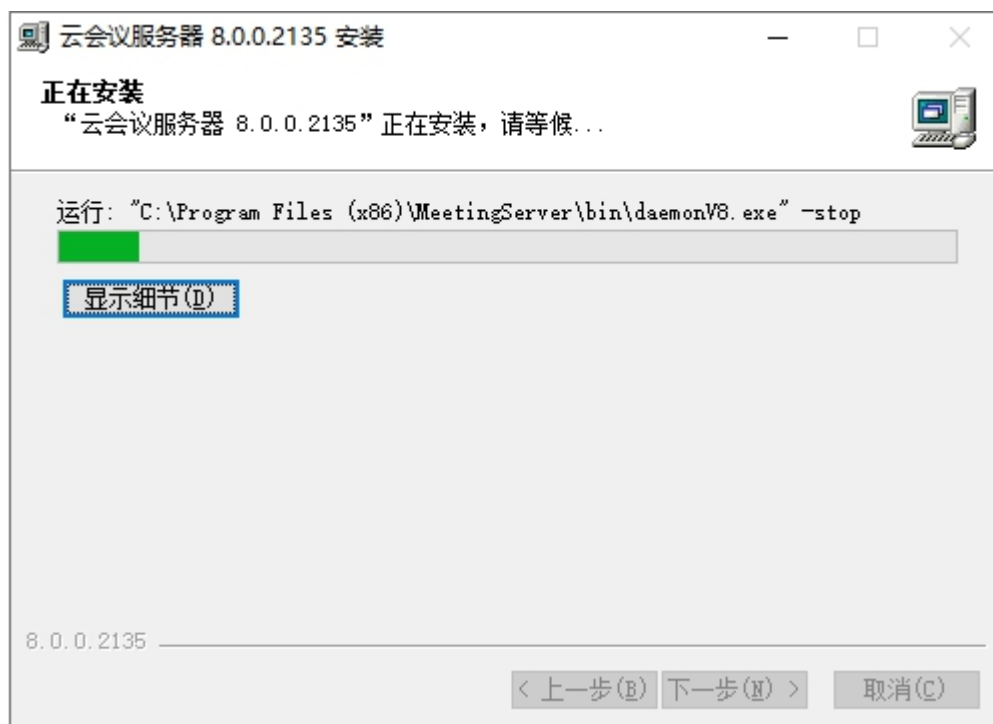 云会议服务器 8.0.0.2135 安装
正在安装
“云会议服务器 8.0.0.2135”正在安装，请等候...
运行: "C:\Program Files (x86)\MeetingServer\bin\daemonV8.exe" -stop
显示细节(D)
8.0.0.2135
< 上一步(B) 下一步(N) > 取消(C)